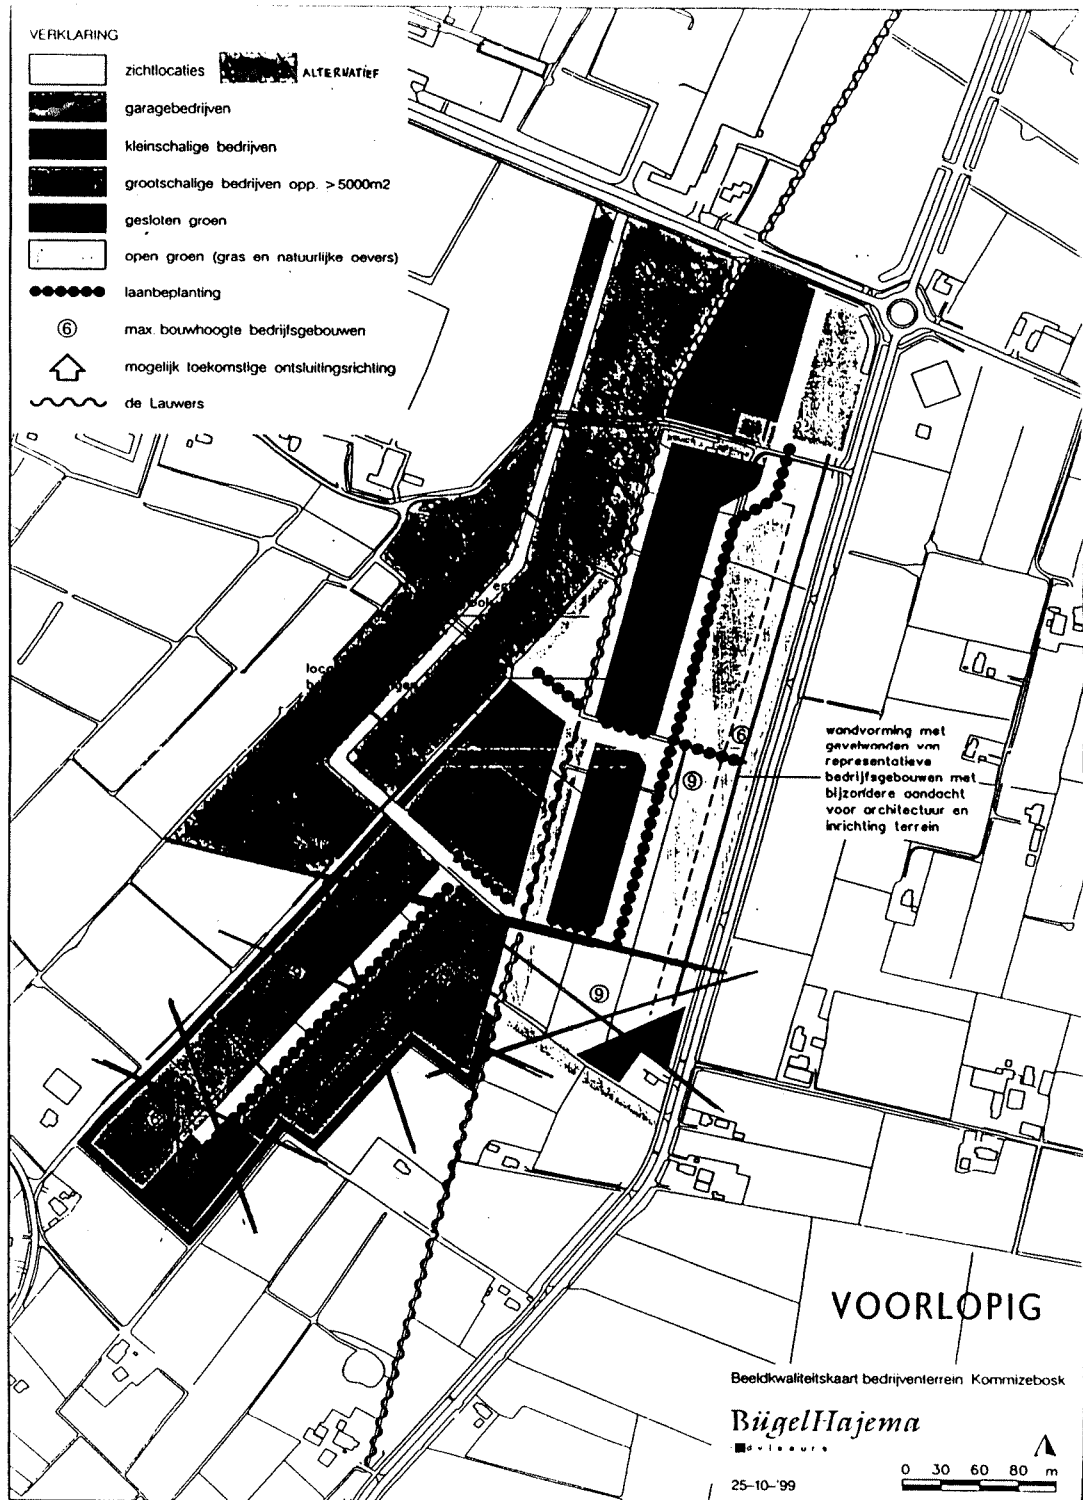 VERKLARING
zichtlocaties
ALTERNATIEF
garagebedrijven
kleinschalige bedrijven
grootschalige bedrijven opp. >5000m2
gesloten groen
open groen (gras en natuurlijke oevers)
laanbeplanting
6 max. bouwhoogte bedrijfsgebouwen
mogelijk toekomstige ontsluitingsrichting
de Lauwers
6
wandvorming met
gevelwanden van
representatieve
bedrijfsgebouwen met
bijzondere aandacht
voor architectuur en
inrichting terrein
9
9
VOORLOPIG
Beeldkwaliteitskaart bedrijventerrein Kommizebosk
BügelHajema
adviseurs
25-10-'99
0 30 60 80 m